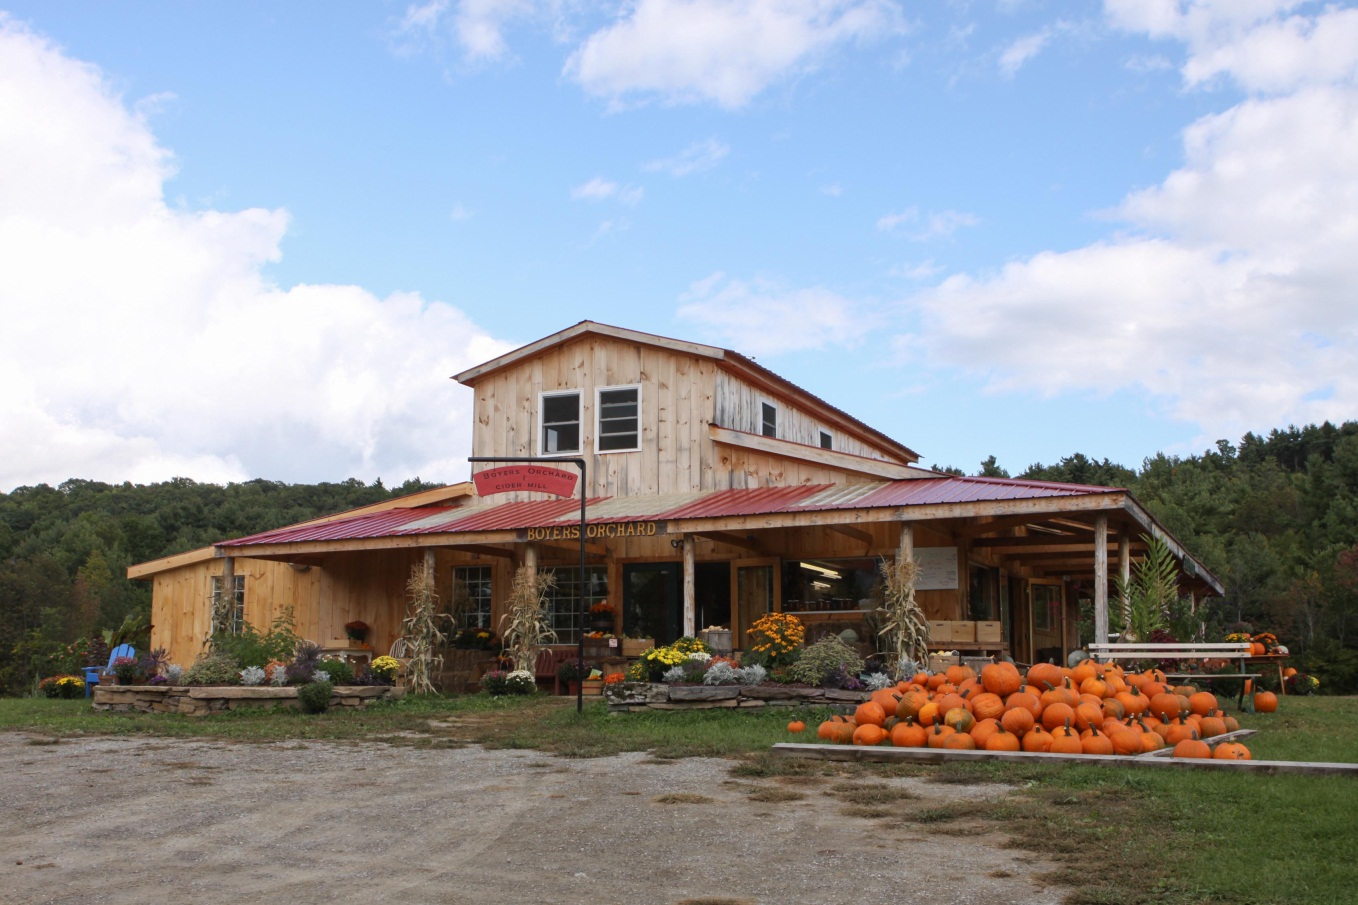 BOYERS ORCHARD
&
CIDER MILL
BOYERS ORCHARD